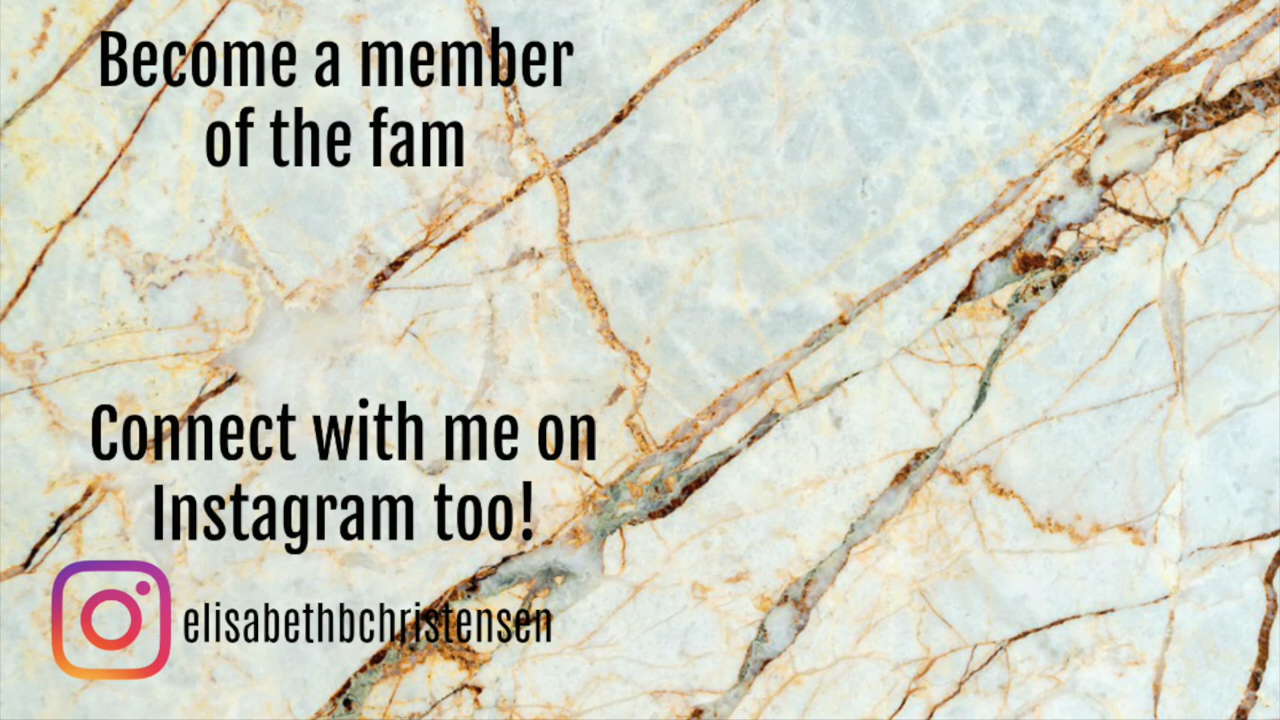 Become a member
of the fam
Connect with me on
Instagram too!
elisabethbchristensen